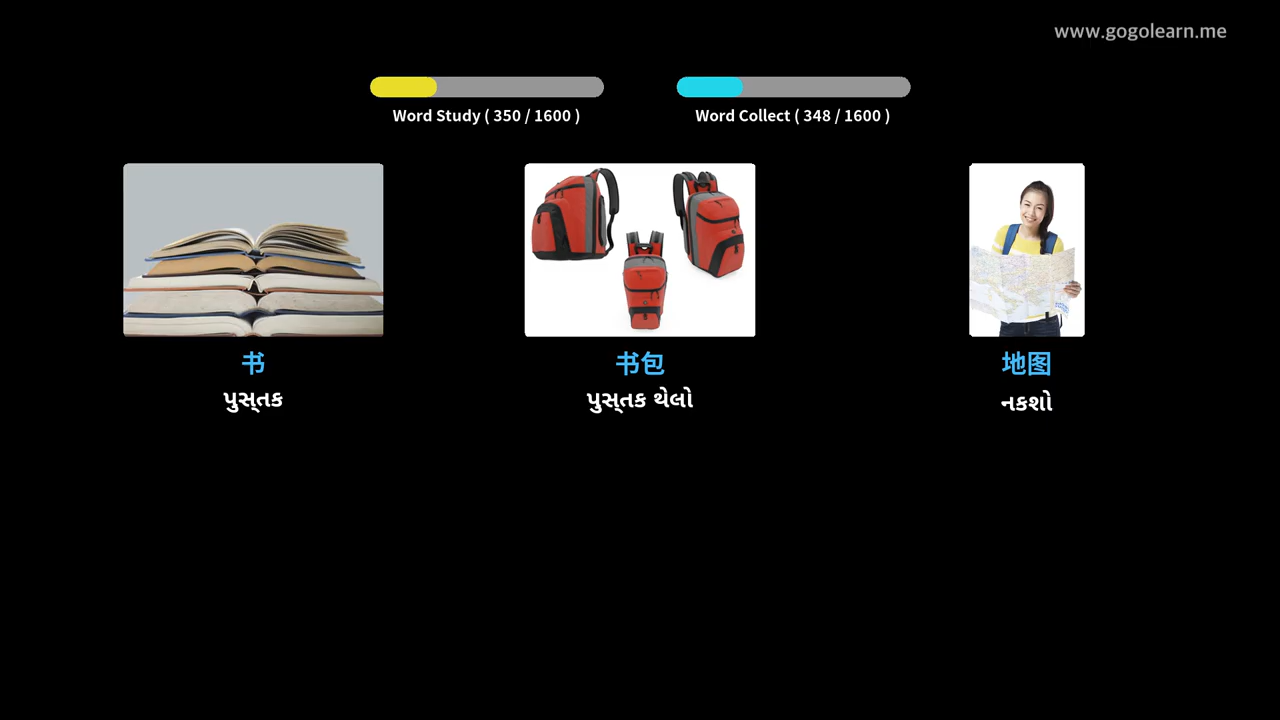 www.gogolearn.me
Word Study ( 350 / 1600 )
Word Collect ( 348 / 1600 )
书
પુસ્તક
书包
પુસ્તક થેલો
地图
નકશો